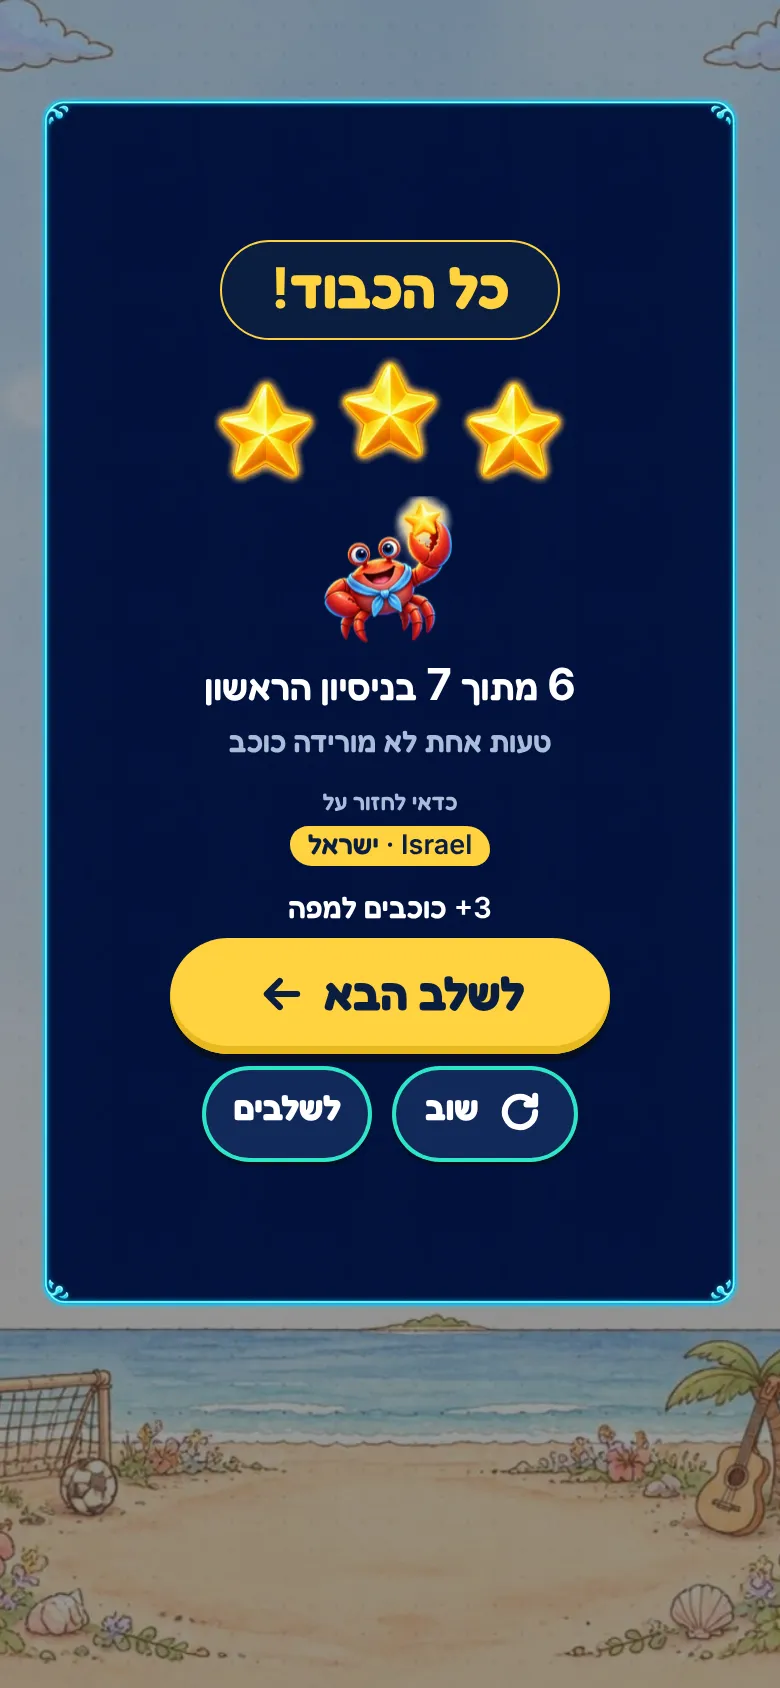 כל הכבוד!
6 מתוך 7 בניסיון הראשון
טעות אחת לא מורידה כוכב
כדאי לחזור על
Israel · ישראל
+3 כוכבים למפה
לשלב הבא ←
שוב
לשלבים